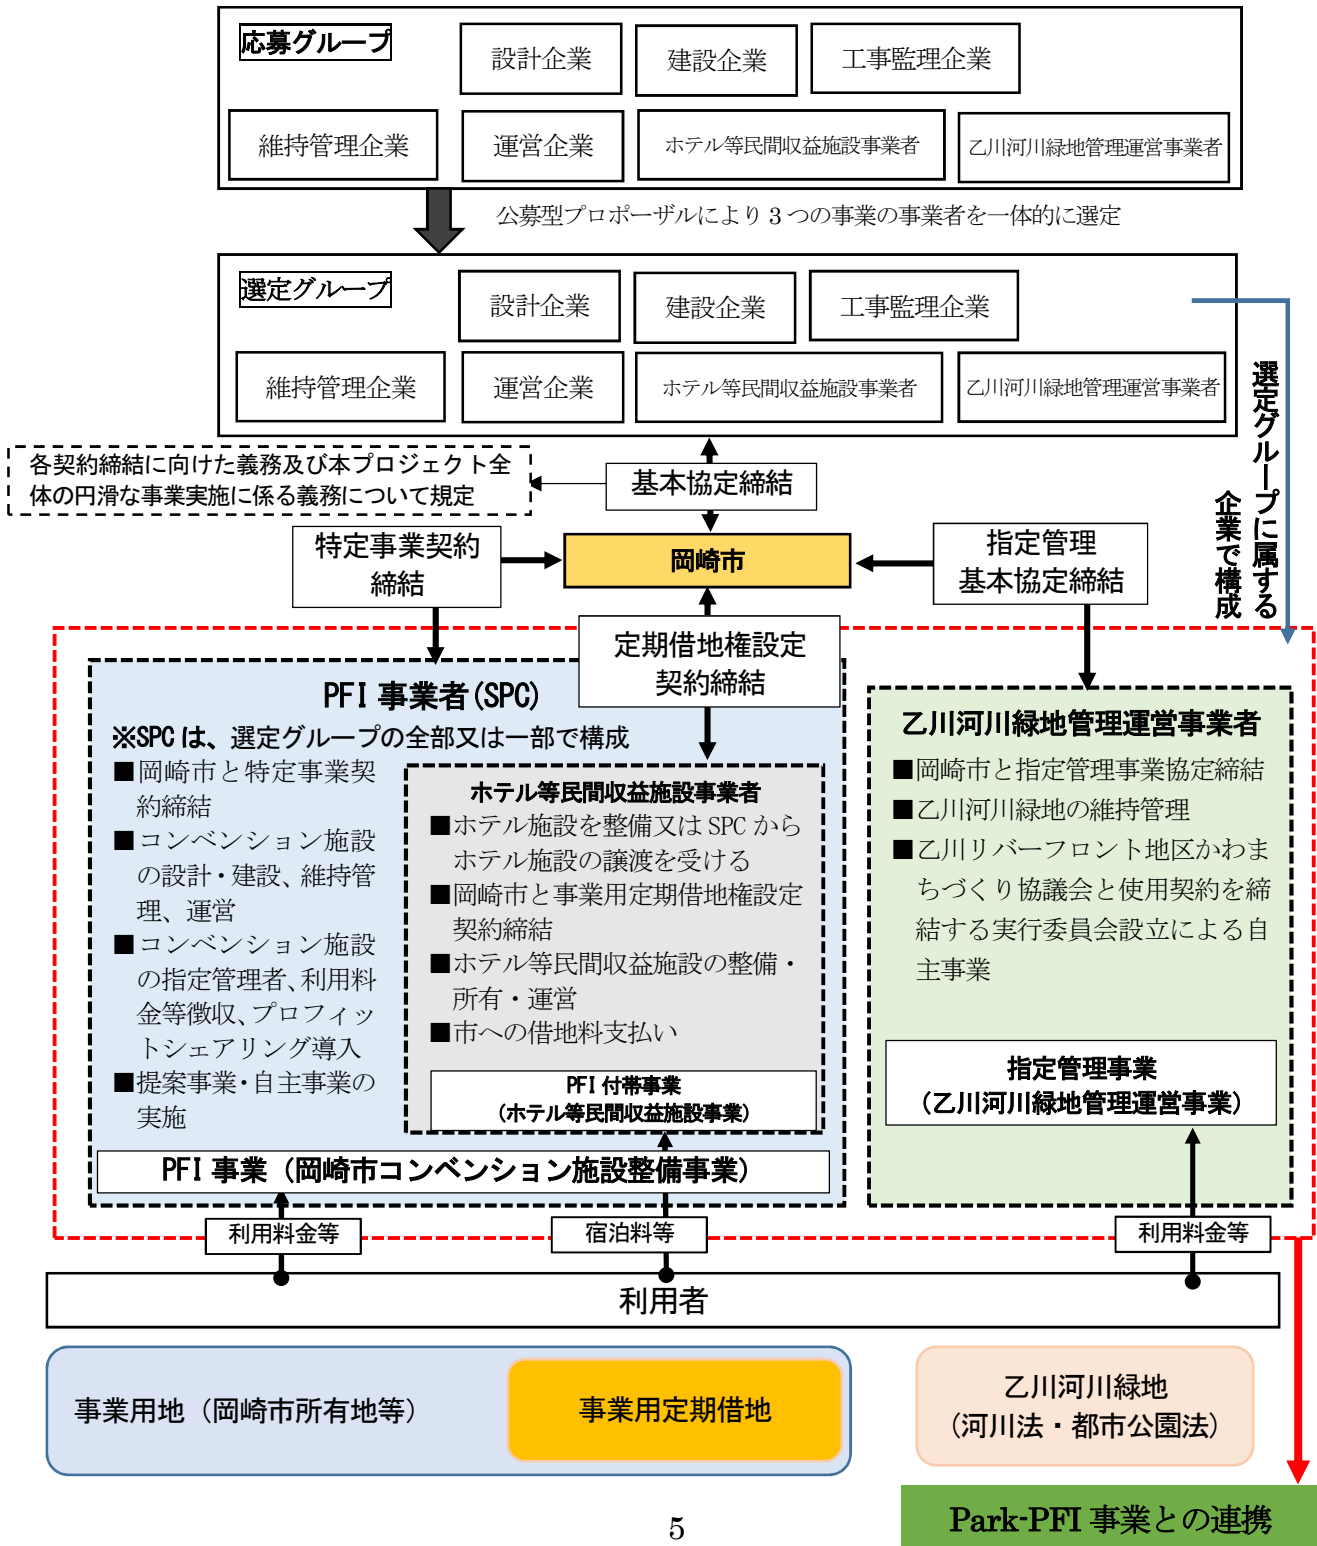 応募グループ
設計企業
建設企業
工事監理企業
維持管理企業
運営企業
ホテル等民間収益施設事業者
乙川河川緑地管理運営事業者
公募型プロポーザルにより3つの事業の事業者を一体的に選定
選定グループ
設計企業
建設企業
工事監理企業
維持管理企業
運営企業
ホテル等民間収益施設事業者
乙川河川緑地管理運営事業者
選定グループに属する
企業で構成
各契約締結に向けた義務及び本プロジェクト全
体の円滑な事業実施に係る義務について規定
基本協定締結
特定事業契約
締結
岡崎市
指定管理
基本協定締結
定期借地権設定
契約締結
PFI 事業者(SPC)
※SPC は、選定グループの全部又は一部で構成
■岡崎市と特定事業契
約締結
■コンベンション施設
の設計・建設、維持管
理、運営
■コンベンション施設
の指定管理者、利用料
金等徴収、プロフィッ
トシェアリング導入
■提案事業・自主事業の
実施
ホテル等民間収益施設事業者
■ホテル施設を整備又は SPC から
ホテル施設の譲渡を受ける
■岡崎市と事業用定期借地権設定
契約締結
■ホテル等民間収益施設の整備・
所有・運営
■市への借地料支払い
PFI 付帯事業
(ホテル等民間収益施設事業)
PFI 事業（岡崎市コンベンション施設整備事業）
乙川河川緑地管理運営事業者
■岡崎市と指定管理事業協定締結
■乙川河川緑地の維持管理
■乙川リバーフロント地区かわま
ちづくり協議会と使用契約を締
結する実行委員会設立による自
主事業
指定管理事業
（乙川河川緑地管理運営事業）
利用料金等
宿泊料等
利用料金等
利用者
事業用地（岡崎市所有地等）
事業用定期借地
乙川河川緑地
（河川法・都市公園法）
Park-PFI 事業との連携
5